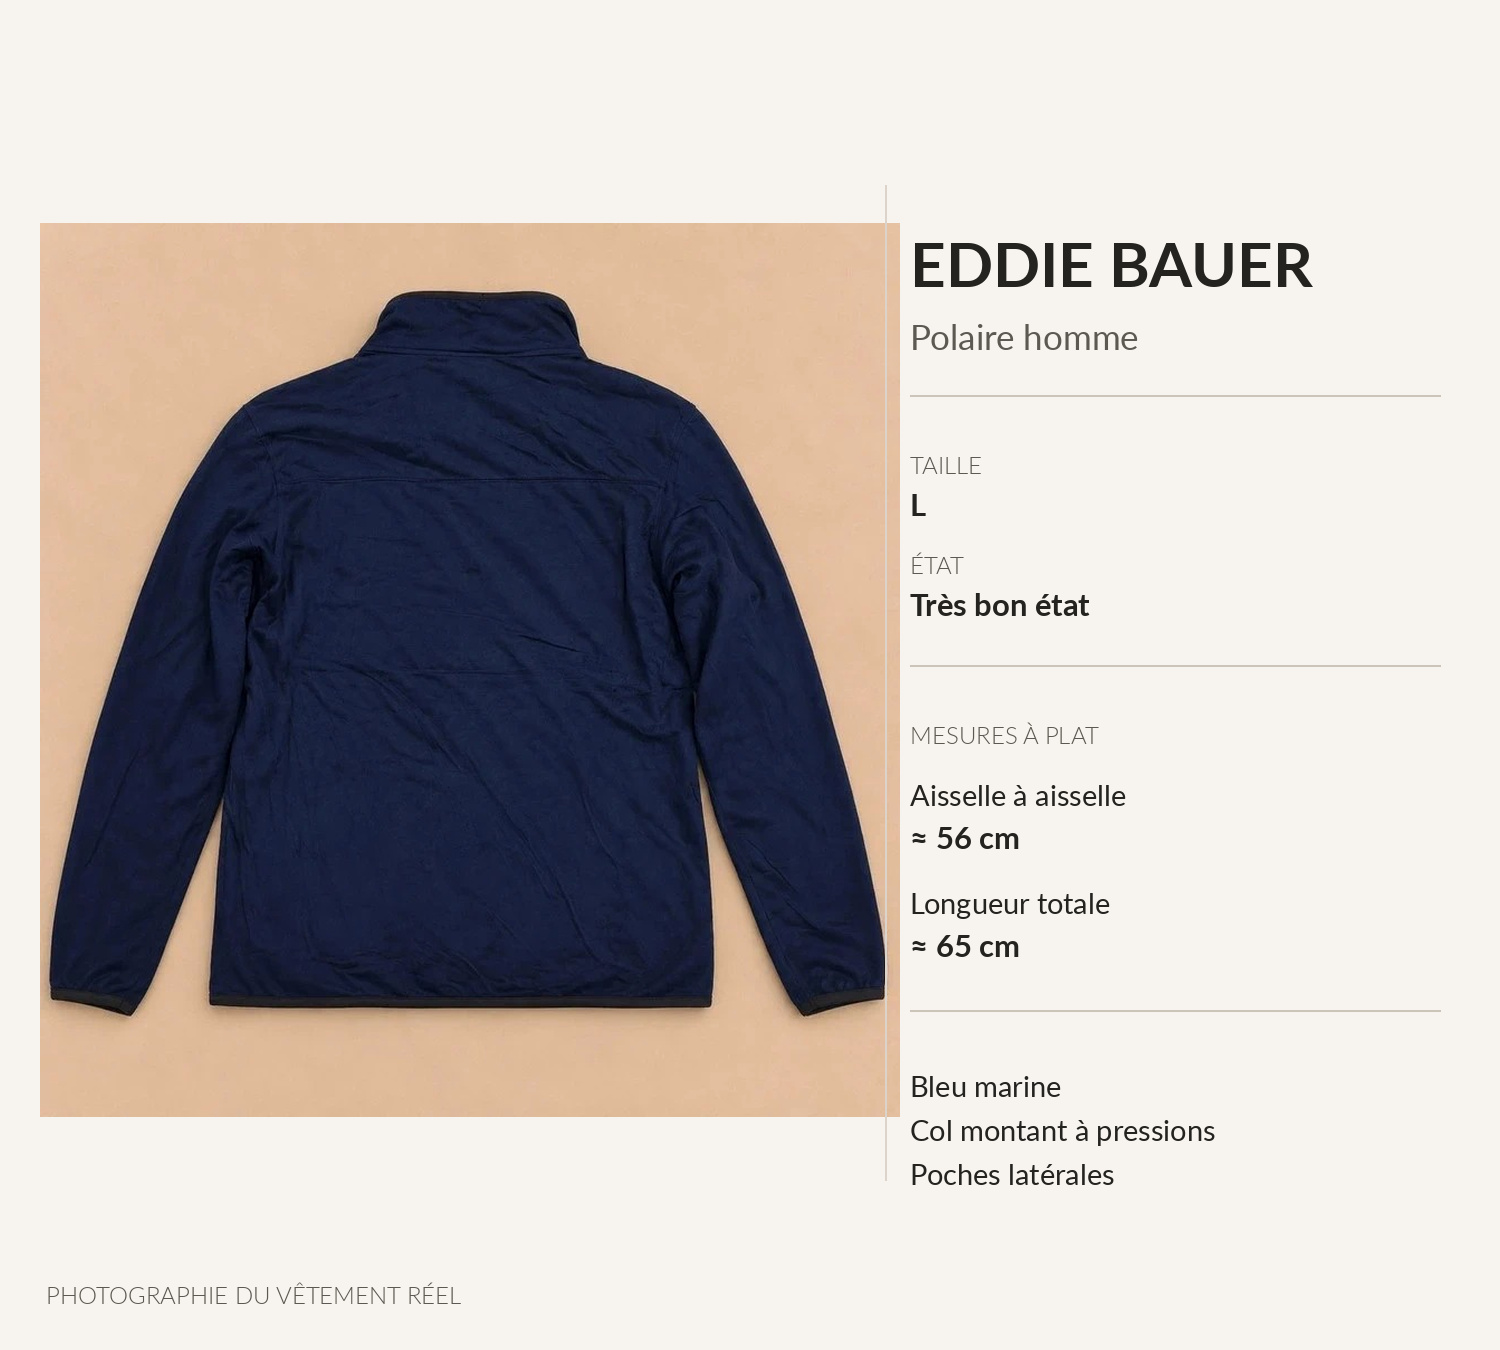 EDDIE BAUER
Polaire homme
TAILLE
L
ÉTAT
Très bon état
MESURES À PLAT
Aisselle à aisselle
≈ 56 cm
Longueur totale
≈ 65 cm
Bleu marine
Col montant à pressions
Poches latérales
PHOTOGRAPHIE DU VÊTEMENT RÉEL